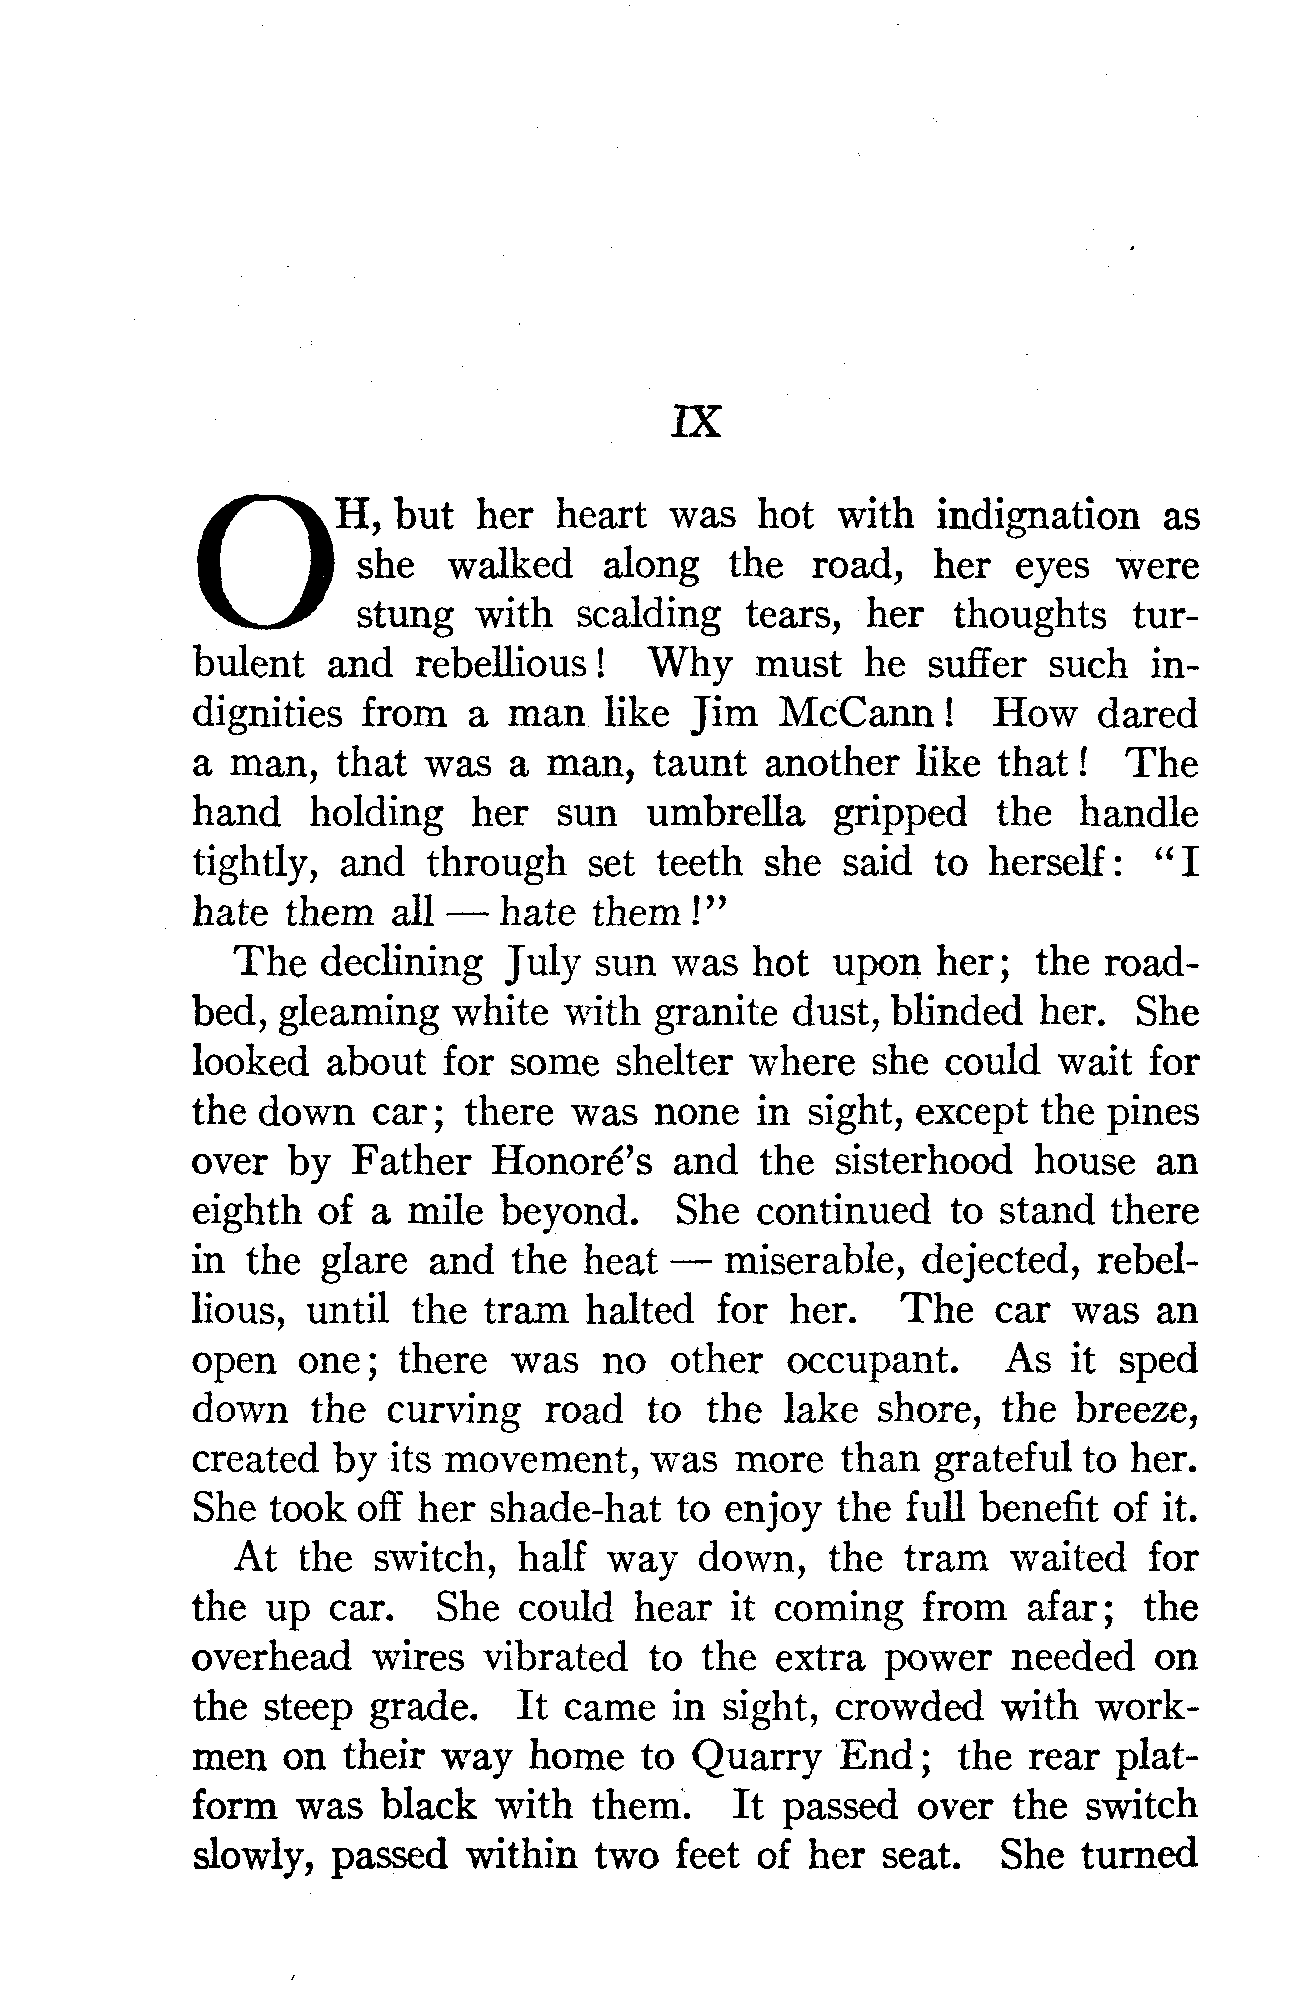 IX
OH, but her heart was hot with indignation as
she walked along the road, her eyes were
stung with scalding tears, her thoughts tur-
bulent and rebellious! Why must he suffer such in-
dignities from a man like Jim McCann! How dared
a man, that was a man, taunt another like that! The
hand holding her sun umbrella gripped the handle
tightly, and through set teeth she said to herself: "I
hate them all — hate them!"
The declining July sun was hot upon her; the road-
bed, gleaming white with granite dust, blinded her. She
looked about for some shelter where she could wait for
the down car; there was none in sight, except the pines
over by Father Honoré's and the sisterhood house an
eighth of a mile beyond. She continued to stand there
in the glare and the heat — miserable, dejected, rebel-
lious, until the tram halted for her. The car was an
open one; there was no other occupant. As it sped
down the curving road to the lake shore, the breeze,
created by its movement, was more than grateful to her.
She took off her shade-hat to enjoy the full benefit of it.
At the switch, half way down, the tram waited for
the up car. She could hear it coming from afar; the
overhead wires vibrated to the extra power needed on
the steep grade. It came in sight, crowded with work-
men on their way home to Quarry End; the rear plat-
form was black with them. It passed over the switch
slowly, passed within two feet of her seat. She turned